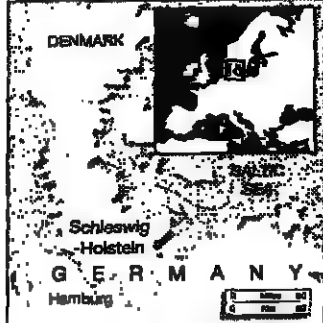 DENMARK
BALTIC
SEA
Schleswig
-Holstein
G E R M A N Y
Hamburg